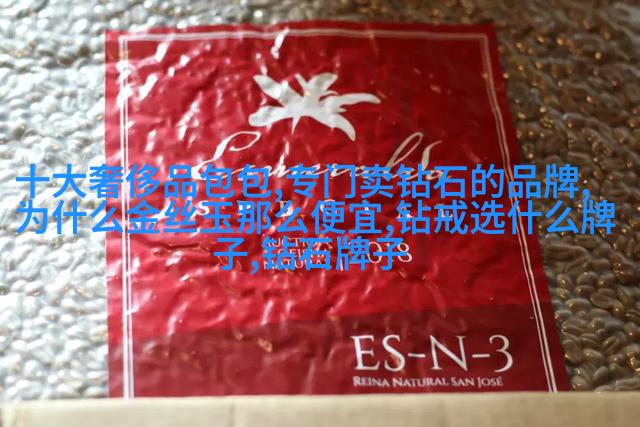 Esmeralda
十大奢侈品包包,专门卖钻石的品牌,
为什么金丝玉那么便宜,钻戒选什么牌
子,钻石牌子
2018
ES-N-3
REINA NATURAL SAN JOSÉ